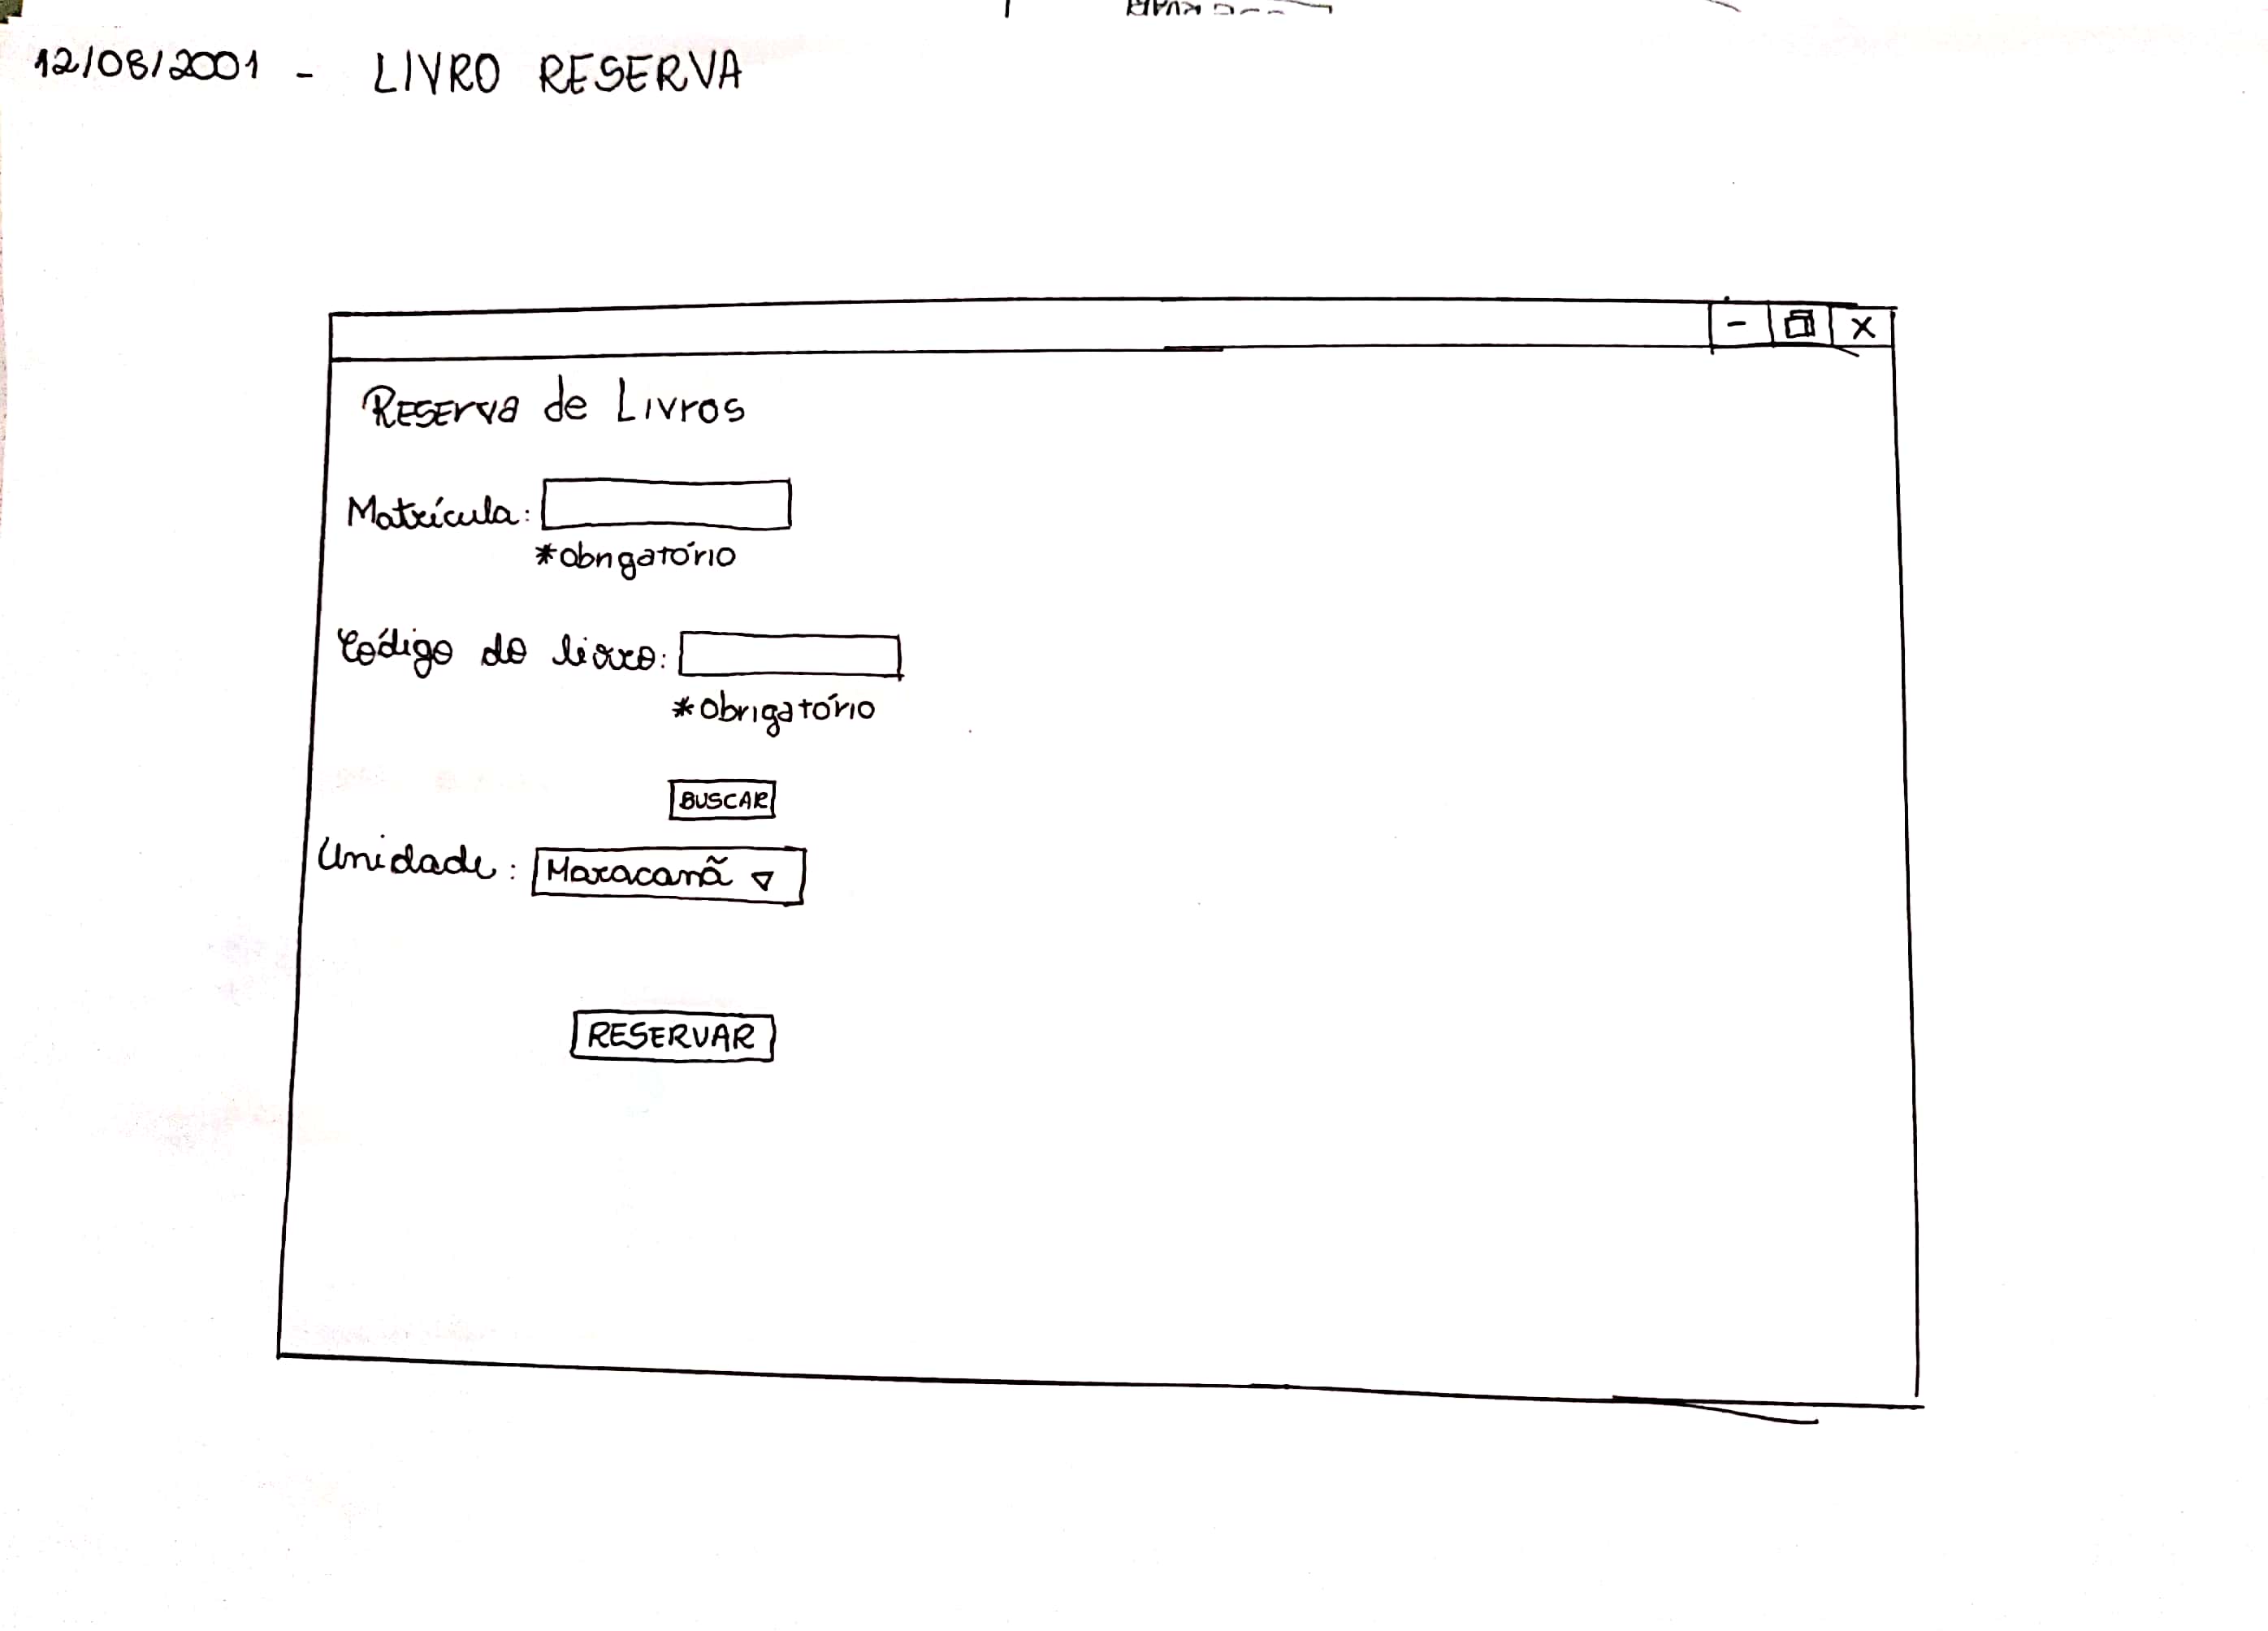 12/08/2001 - LIVRO RESERVA
Reserva de Livros
Matrícula:
*obrigatório
Código do livro:
*obrigatório
BUSCAR
Unidade: Maracanã
RESERVAR